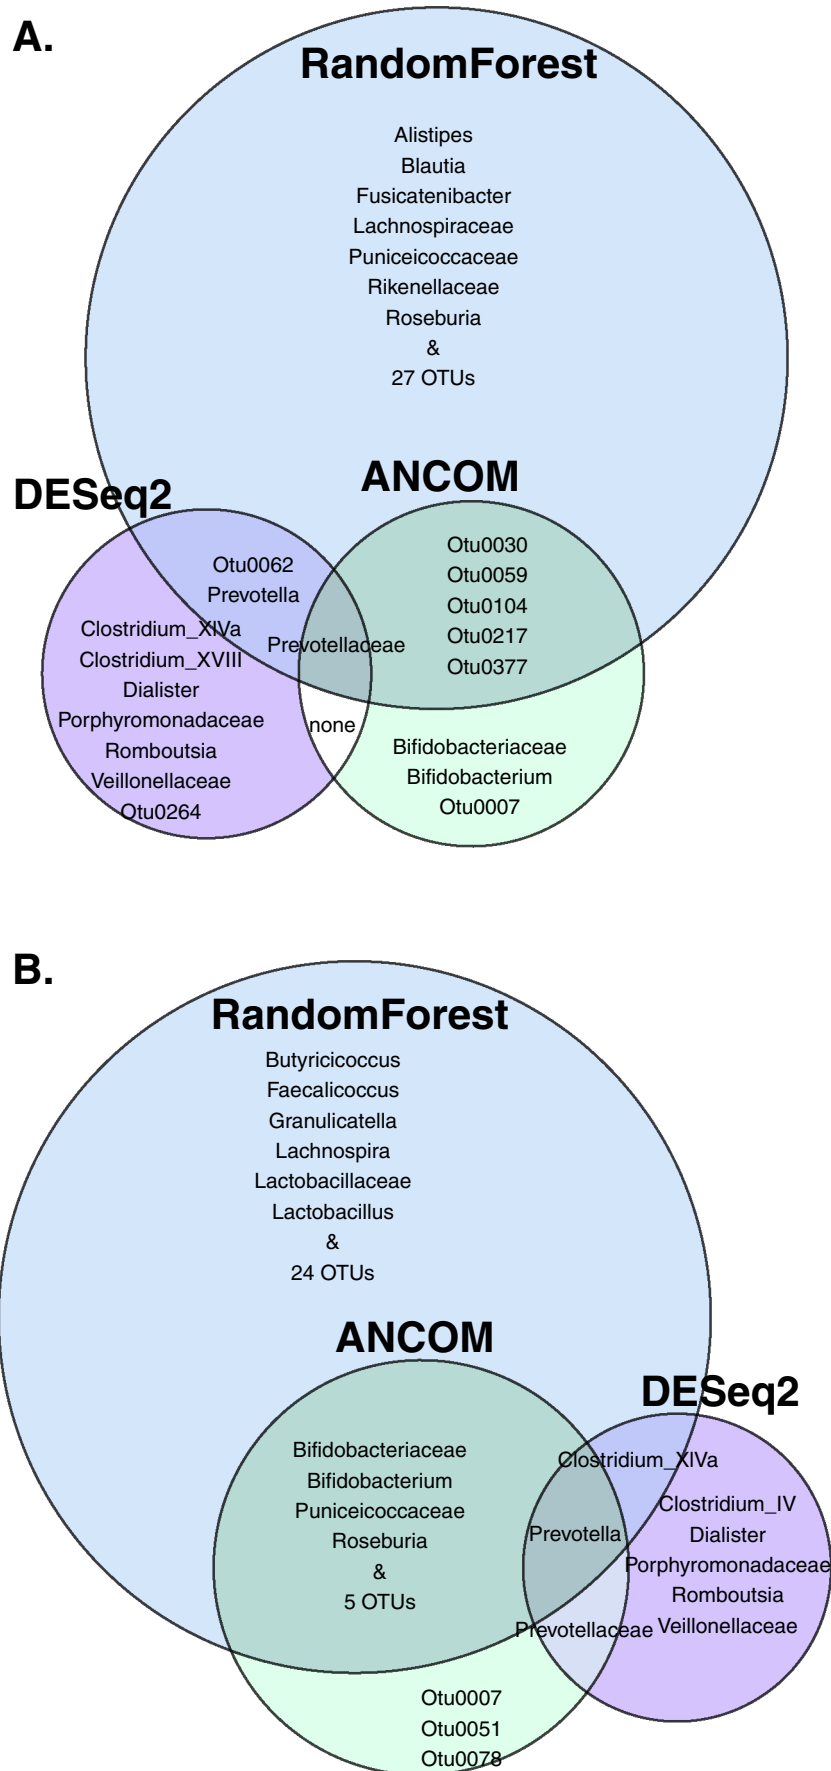 A.
RandomForest
Alistipes
Blautia
Fusicatenibacter
Lachnospiraceae
Puniceicoccaceae
Rikenellaceae
Roseburia
&
27 OTUs
ANCOM
DESeq2
Otu0030
Otu0059
Otu0104
Otu0217
Otu0377
Otu0062
Prevotella
Prevotellaceae
Clostridium_XIVa
Clostridium_XVIII
Dialister
Porphyromonadaceae
Romboutsia
Veillonellaceae
Otu0264
none
Bifidobacteriaceae
Bifidobacterium
Otu0007
B.
RandomForest
Butyricicoccus
Faecalicoccus
Granulicatella
Lachnospira
Lactobacillaceae
Lactobacillus
&
24 OTUs
ANCOM
DESeq2
Bifidobacteriaceae
Bifidobacterium
Puniceicoccaceae
Roseburia
&
5 OTUs
Clostridium_XIVa
Prevotella
Prevotellaceae
Clostridium_IV
Dialister
Porphyromonadaceae
Romboutsia
Veillonellaceae
Otu0007
Otu0051
Otu0078